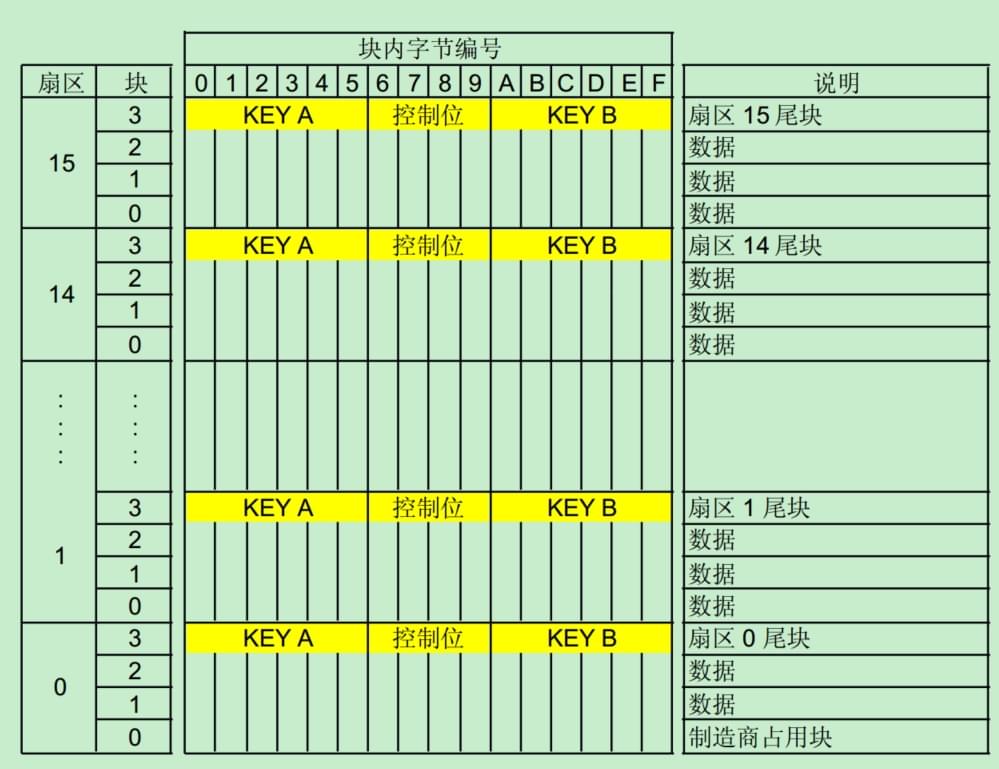 块内字节编号
扇区 块 0 1 2 3 4 5 6 7 8 9 A B C D E F 说明
3 KEY A 控制位 KEY B 扇区 15 尾块
2 数据
15
1 数据
0 数据
3 KEY A 控制位 KEY B 扇区 14 尾块
2 数据
14
1 数据
0 数据
: :
: :
: :
3 KEY A 控制位 KEY B 扇区 1 尾块
2 数据
1
1 数据
0 数据
3 KEY A 控制位 KEY B 扇区 0 尾块
2 数据
0
1 数据
0 制造商占用块